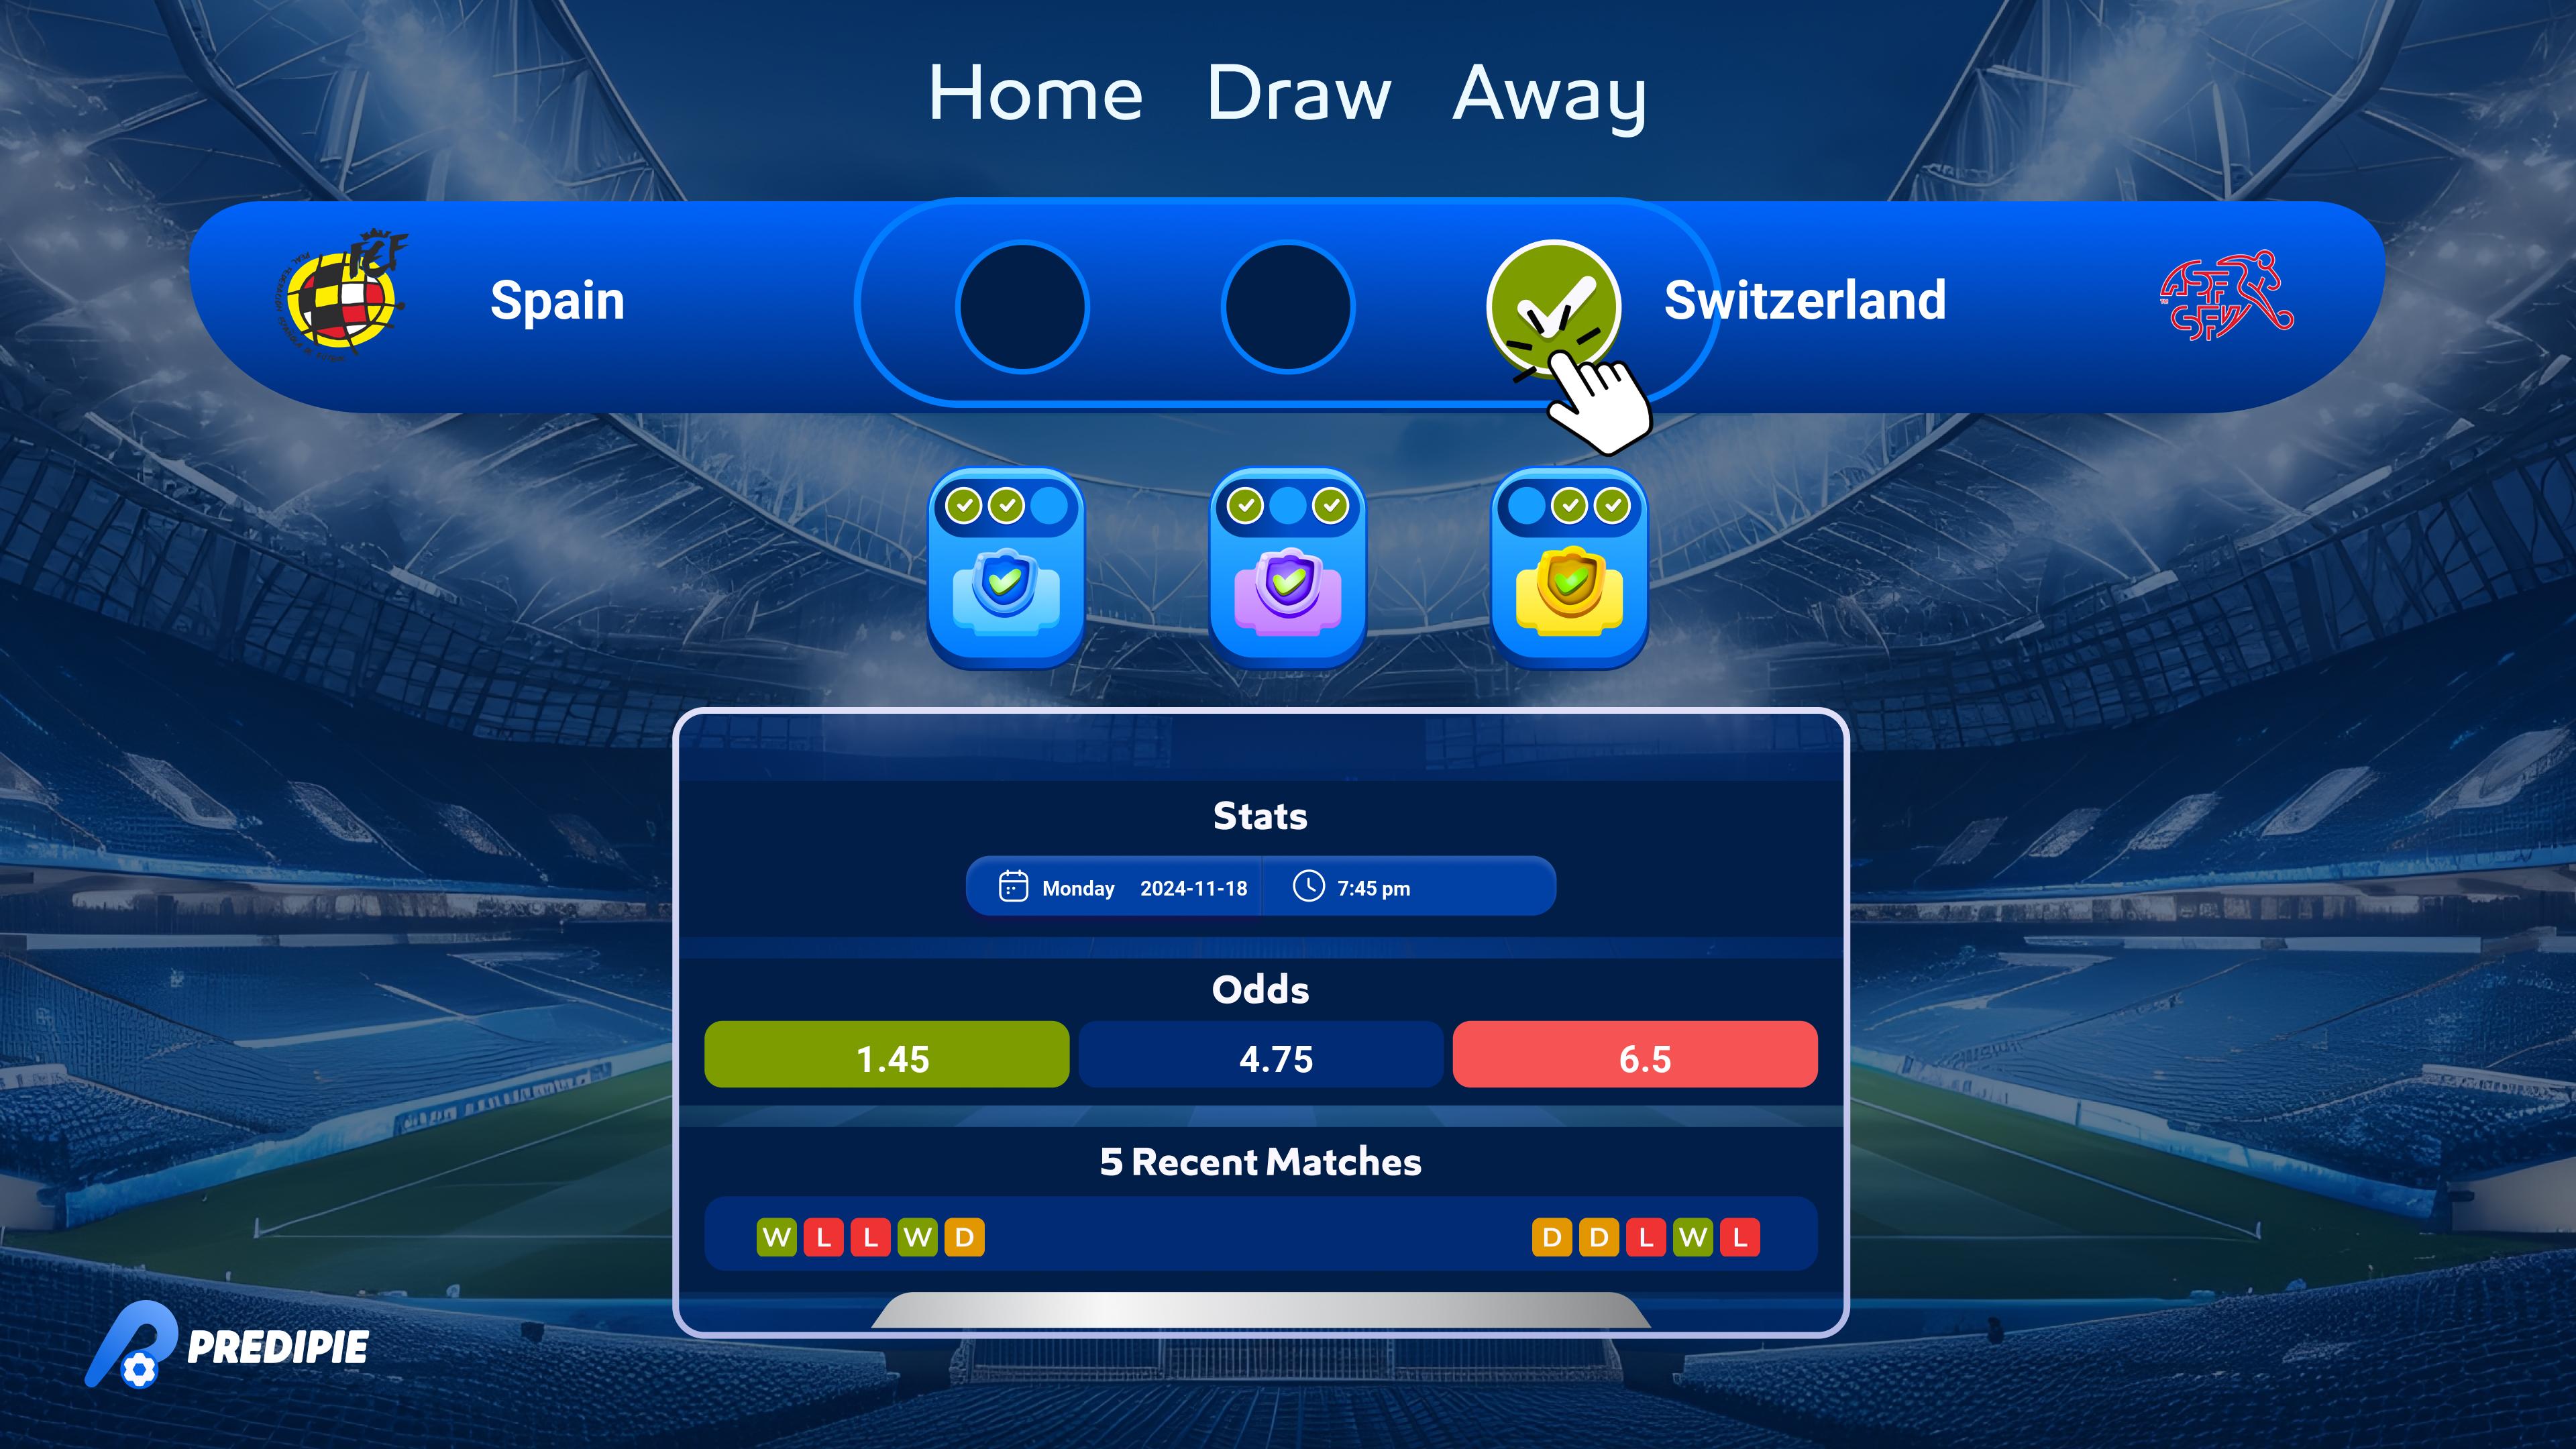 Home Draw Away
Spain
Switzerland
Stats
Monday 2024-11-18 7:45 pm
Odds
1.45 4.75 6.5
5 Recent Matches
W L L W D D D L W L
PREDIPIE